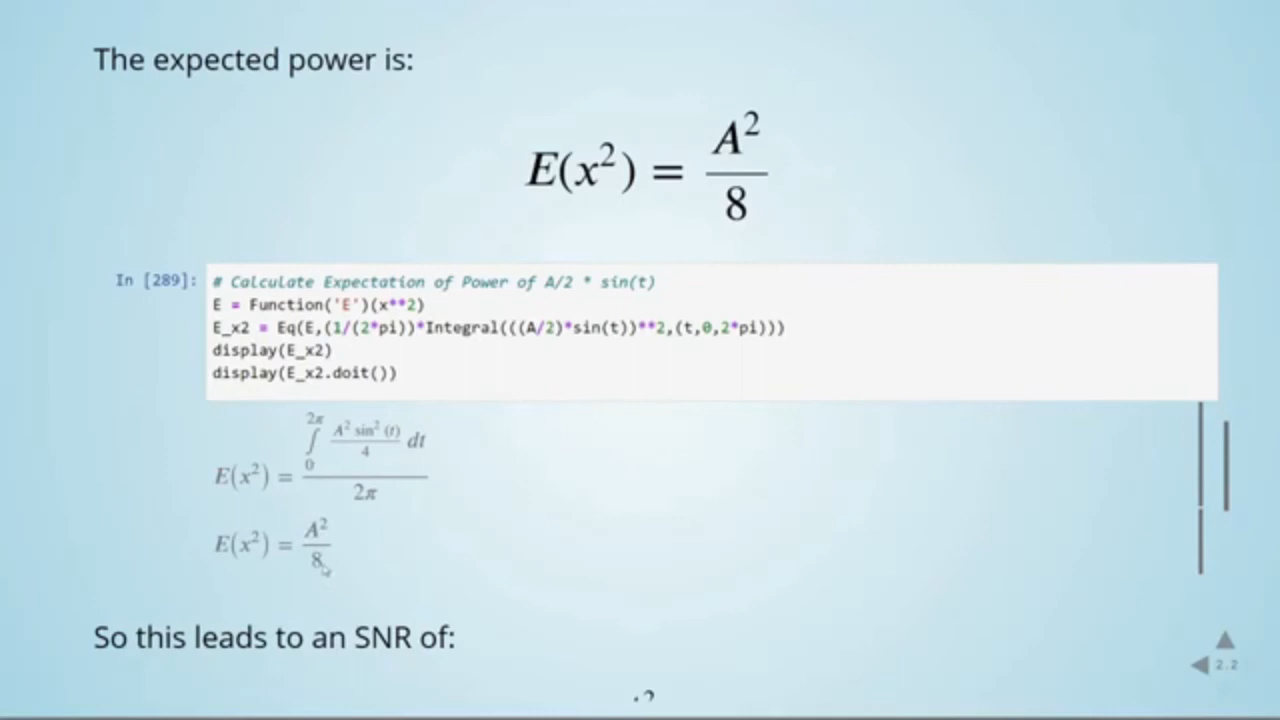 The expected power is:
E(x²) = A²/8
In [289]: # Calculate Expectation of Power of A/2 * sin(t)
E = Function('E')(x**2)
E_x2 = Eq(E,(1/(2*pi))*Integral(((A/2)*sin(t))**2,(t,0,2*pi)))
display(E_x2)
display(E_x2.doit())
E(x²) = ∫₀^2π A² sin² (t)/4 dt / 2π
E(x²) = A²/8
So this leads to an SNR of:
2.2